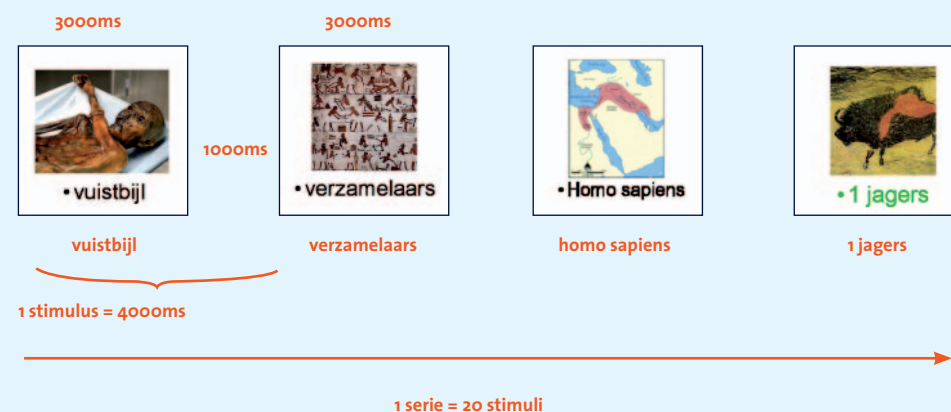 3000ms 3000ms
1000ms
• vuistbijl • verzamelaars • Homo sapiens • 1 jagers
vuistbijl verzamelaars homo sapiens 1 jagers
1 stimulus = 4000ms
1 serie = 20 stimuli